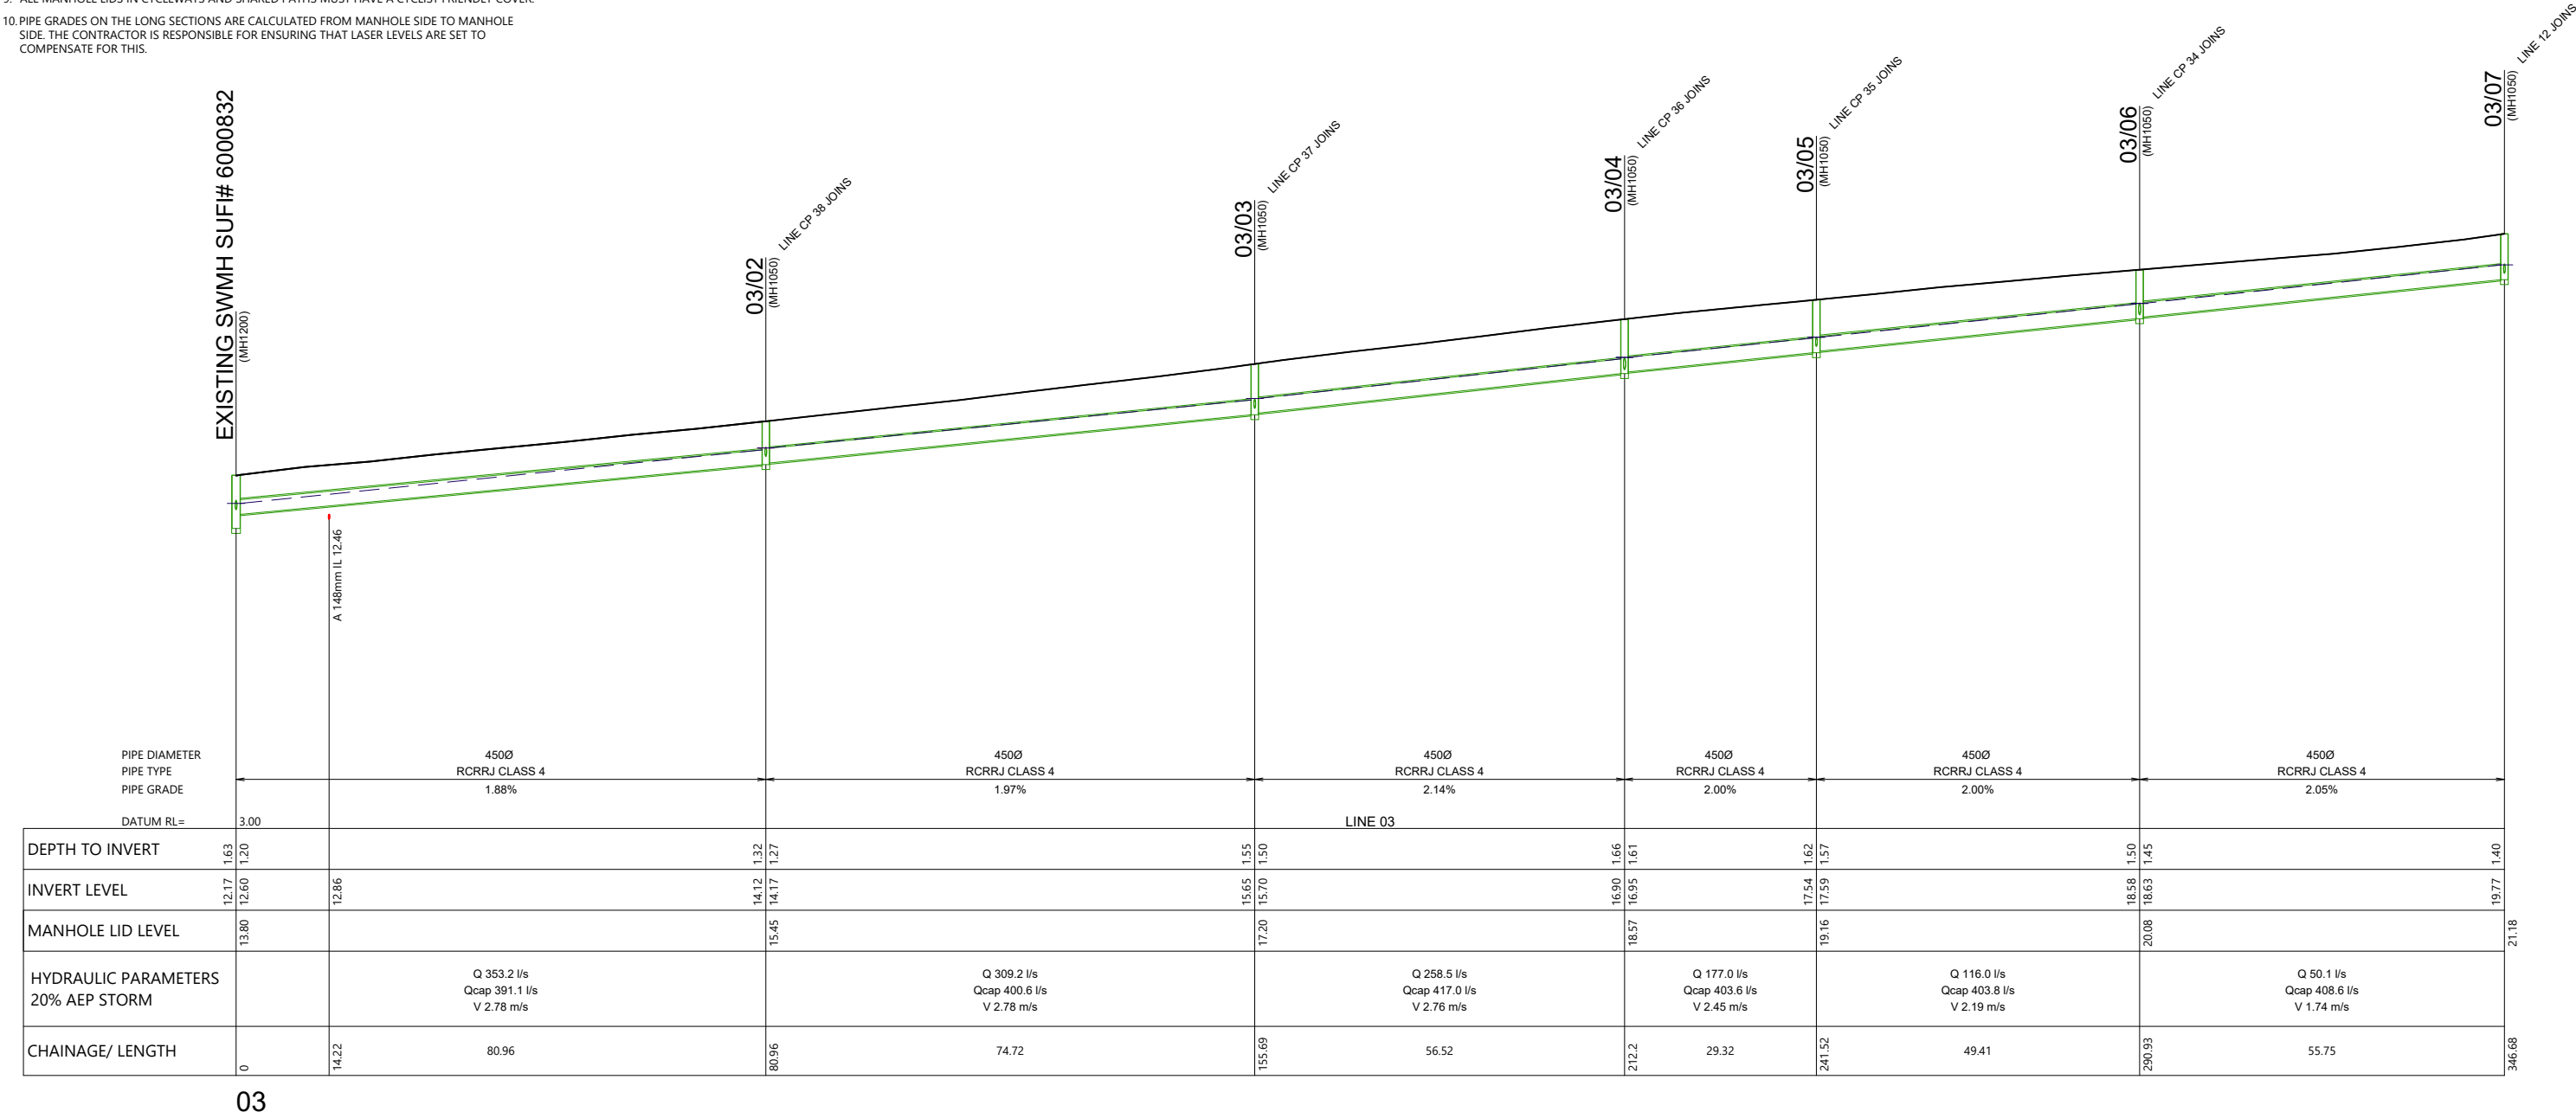 9. ALL MANHOLE LIDS IN CYCLEWAYS AND SHARED PATHS MUST HAVE A CYCLIST FRIENDLY COVER.
10. PIPE GRADES ON THE LONG SECTIONS ARE CALCULATED FROM MANHOLE SIDE TO MANHOLE
SIDE. THE CONTRACTOR IS RESPONSIBLE FOR ENSURING THAT LASER LEVELS ARE SET TO
COMPENSATE FOR THIS.
EXISTING SWMH SUFI# 6000832
(MH1200)
03/02
(MH1050)
LINE CP 38 JOINS
03/03
(MH1050)
LINE CP 37 JOINS
03/04
(MH1050)
LINE CP 36 JOINS
03/05
(MH1050)
LINE CP 35 JOINS
03/06
(MH1050)
LINE CP 34 JOINS
03/07
(MH1050)
LINE 12 JOINS
A 148mm IL 12.46
PIPE DIAMETER 450Ø 450Ø 450Ø 450Ø 450Ø 450Ø
PIPE TYPE RCRRJ CLASS 4 RCRRJ CLASS 4 RCRRJ CLASS 4 RCRRJ CLASS 4 RCRRJ CLASS 4 RCRRJ CLASS 4
PIPE GRADE 1.88% 1.97% 2.14% 2.00% 2.00% 2.05%
DATUM RL= 3.00 LINE 03
DEPTH TO INVERT 1.63 1.20 1.32 1.27 1.55 1.50 1.66 1.61 1.62 1.57 1.50 1.45 1.40
INVERT LEVEL 12.17 12.60 12.86 14.12 14.17 15.65 15.70 16.90 16.95 17.54 17.59 18.58 18.63 19.77
MANHOLE LID LEVEL 13.80 15.45 17.20 18.57 19.16 20.08 21.18
HYDRAULIC PARAMETERS
20% AEP STORM
Q 353.2 l/s Q 309.2 l/s Q 258.5 l/s Q 177.0 l/s Q 116.0 l/s Q 50.1 l/s
Qcap 391.1 l/s Qcap 400.6 l/s Qcap 417.0 l/s Qcap 403.6 l/s Qcap 403.8 l/s Qcap 408.6 l/s
V 2.78 m/s V 2.78 m/s V 2.76 m/s V 2.45 m/s V 2.19 m/s V 1.74 m/s
CHAINAGE/ LENGTH 0 14.22 80.96 80.96 74.72 155.69 56.52 212.2 29.32 241.52 49.41 290.93 55.75 346.68
03